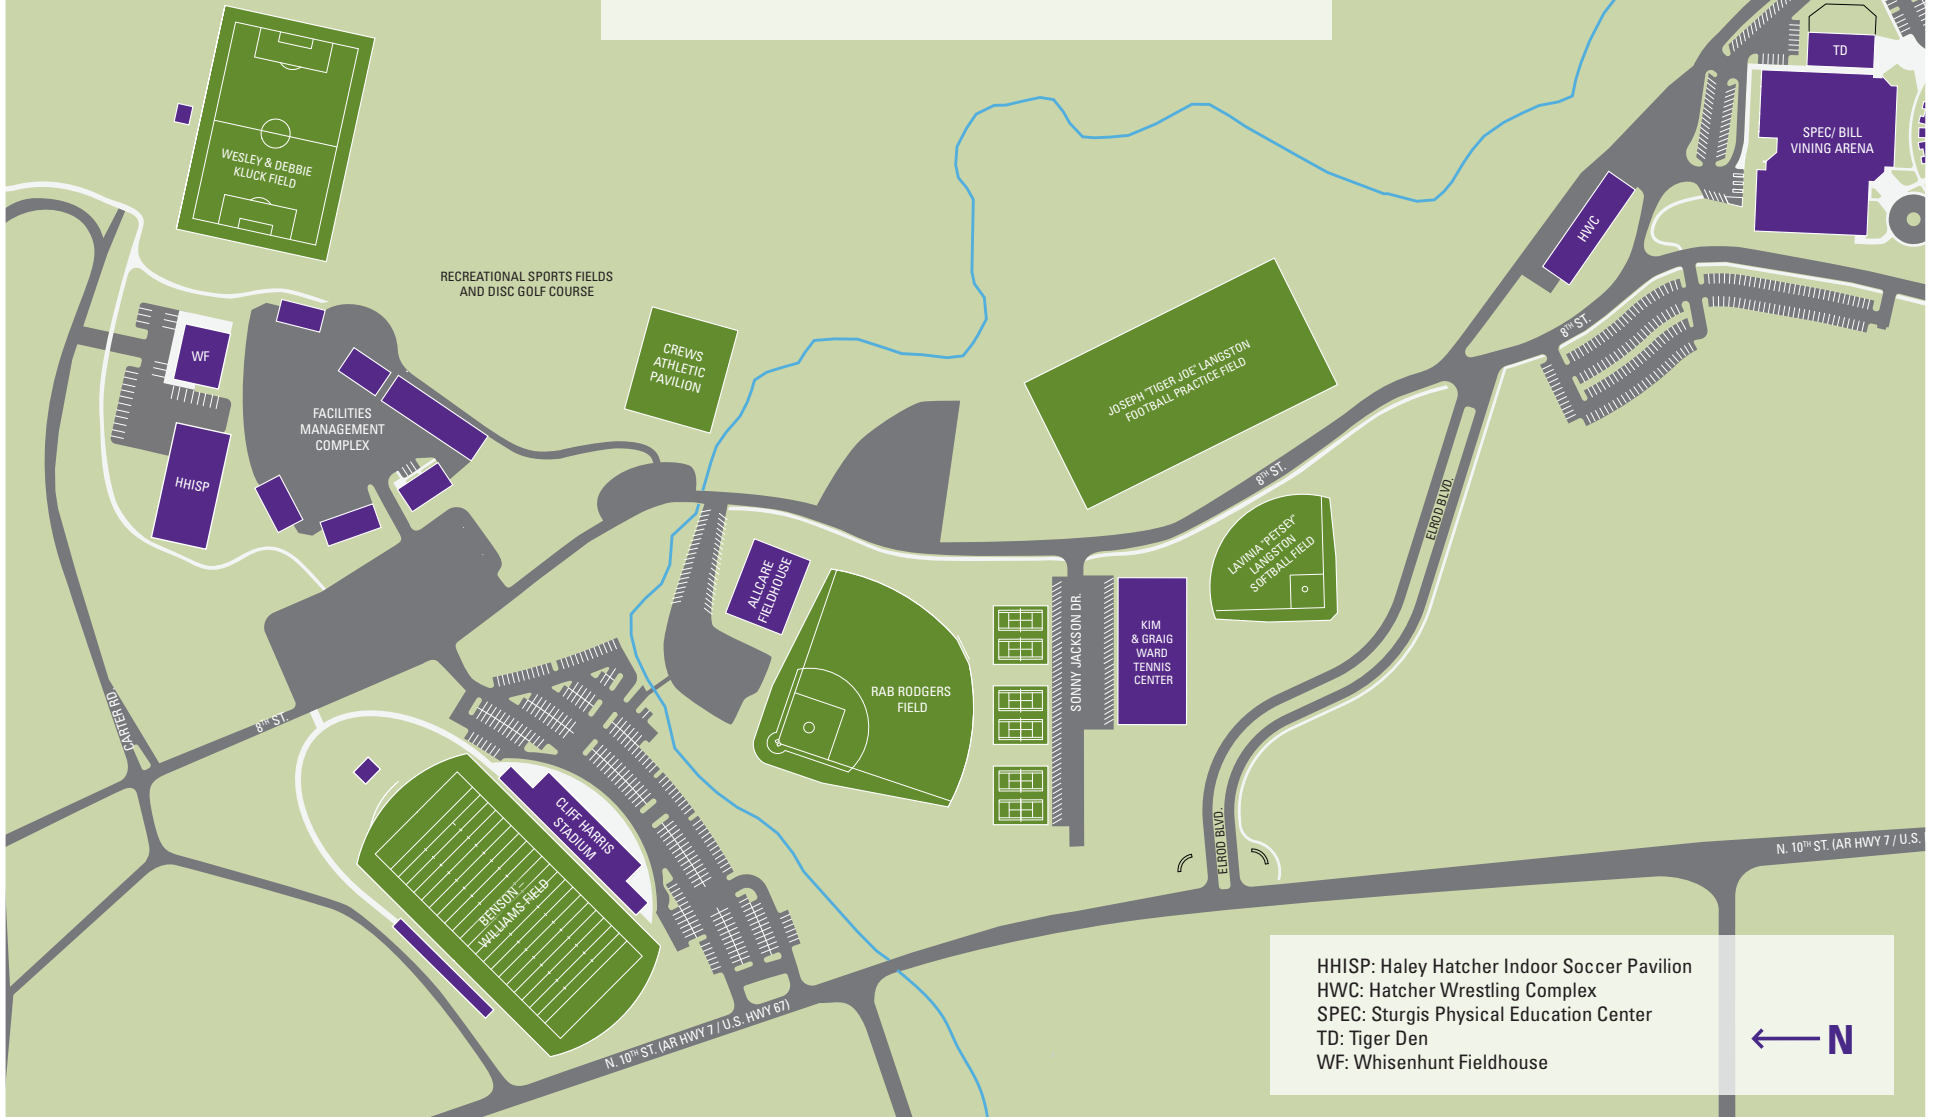 TD
SPEC/ BILL
VINING ARENA
WESLEY & DEBBIE
KLUCK FIELD
HWC
RECREATIONAL SPORTS FIELDS
AND DISC GOLF COURSE
8TH ST.
WF
CREWS
ATHLETIC
PAVILION
JOSEPH "TIGER JOE" LANGSTON
FOOTBALL PRACTICE FIELD
FACILITIES
MANAGEMENT
COMPLEX
8TH ST.
HHISP
ELROD BLVD.
LAVINIA "PETSEY"
LANGSTON
SOFTBALL FIELD
ALLCARE
FIELDHOUSE
SONNY JACKSON DR.
KIM
& GRAIG
WARD
TENNIS
CENTER
RAB RODGERS
FIELD
CARTER RD.
8TH ST.
CLIFF HARRIS
STADIUM
ELROD BLVD.
N. 10TH ST. (AR HWY 7 / U.S.
BENSON
WILLIAMS FIELD
N. 10TH ST. (AR HWY 7 / U.S. HWY 67)
HHISP: Haley Hatcher Indoor Soccer Pavilion
HWC: Hatcher Wrestling Complex
SPEC: Sturgis Physical Education Center
TD: Tiger Den
WF: Whisenhunt Fieldhouse
N